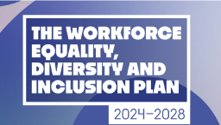 THE WORKFORCE
EQUALITY,
DIVERSITY AND
INCLUSION PLAN
2024–2028